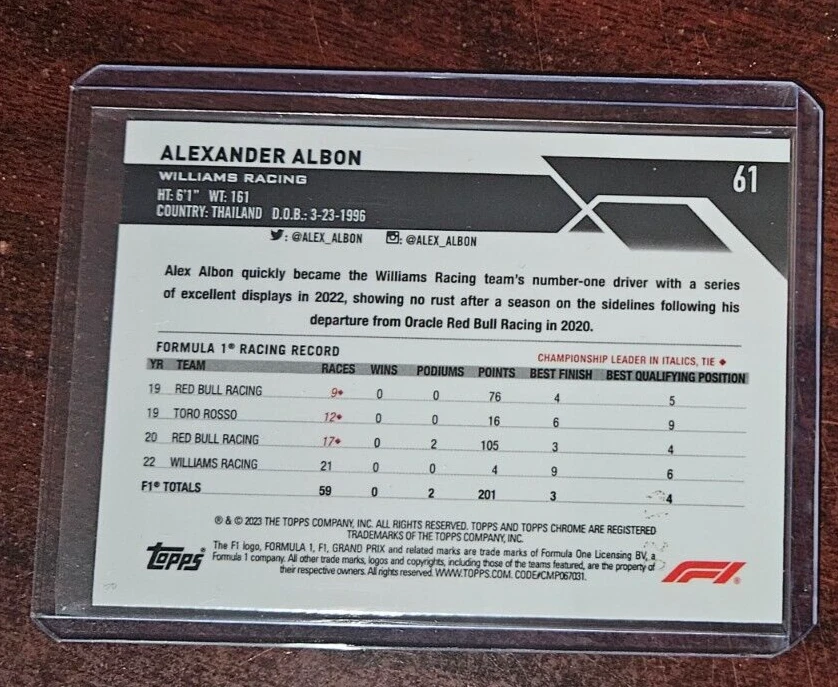 ALEXANDER ALBON
61
WILLIAMS RACING
HT: 6'1" WT: 161
COUNTRY: THAILAND D.O.B.: 3-23-1996
: @ALEX_ALBON : @ALEX_ALBON
Alex Albon quickly became the Williams Racing team's number-one driver with a series
of excellent displays in 2022, showing no rust after a season on the sidelines following his
departure from Oracle Red Bull Racing in 2020.
FORMULA 1® RACING RECORD CHAMPIONSHIP LEADER IN ITALICS, TIE ♦
YR TEAM RACES WINS PODIUMS POINTS BEST FINISH BEST QUALIFYING POSITION
19 RED BULL RACING 9♦ 0 0 76 4 5
19 TORO ROSSO 12♦ 0 0 16 6 9
20 RED BULL RACING 17♦ 0 2 105 3 4
22 WILLIAMS RACING 21 0 0 4 9 6
F1® TOTALS 59 0 2 201 3 4
® & © 2023 THE TOPPS COMPANY, INC. ALL RIGHTS RESERVED. TOPPS AND TOPPS CHROME ARE REGISTERED
TRADEMARKS OF THE TOPPS COMPANY, INC.
Topps®
The F1 logo, FORMULA 1, F1, GRAND PRIX and related marks are trade marks of Formula One Licensing BV, a
Formula 1 company. All other trade marks, logos and copyrights, including those of the teams featured, are the property of
their respective owners. All rights reserved. WWW.TOPPS.COM. CODE#CMP067031.
F1®